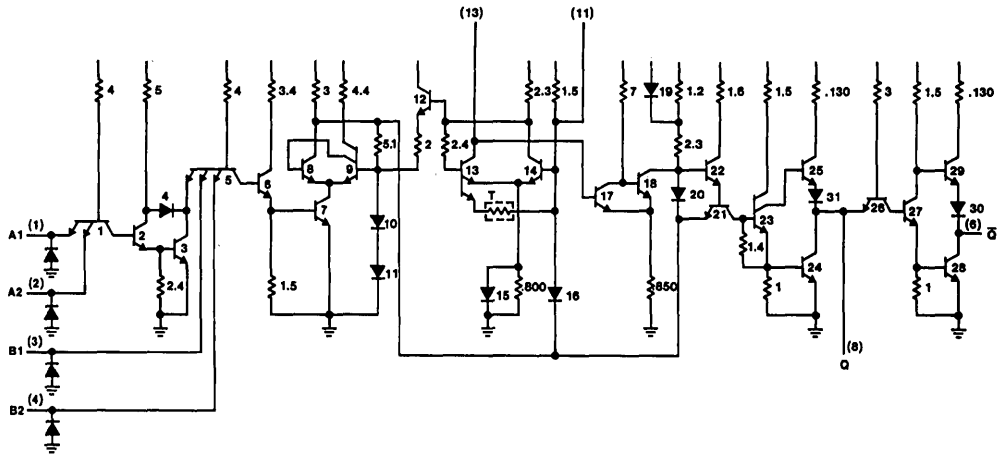 (13) (11)
4 5 4 3.4 3 4.4 12 2.3 1.5 7 19 1.2 1.6 1.5 .130 3 1.5 .130
5.1 2 2.4 2.3
4 5 6 8 9 13 14 17 18 22 25 29
A1 (1) 1 2 3 7 10 T 20 21 23 31 26 27 30 (6) Q
A2 (2) 2.4 1.5 11 15 800 16 850 1.4 1 24 1 28
B1 (3) (8)
Q
B2 (4)